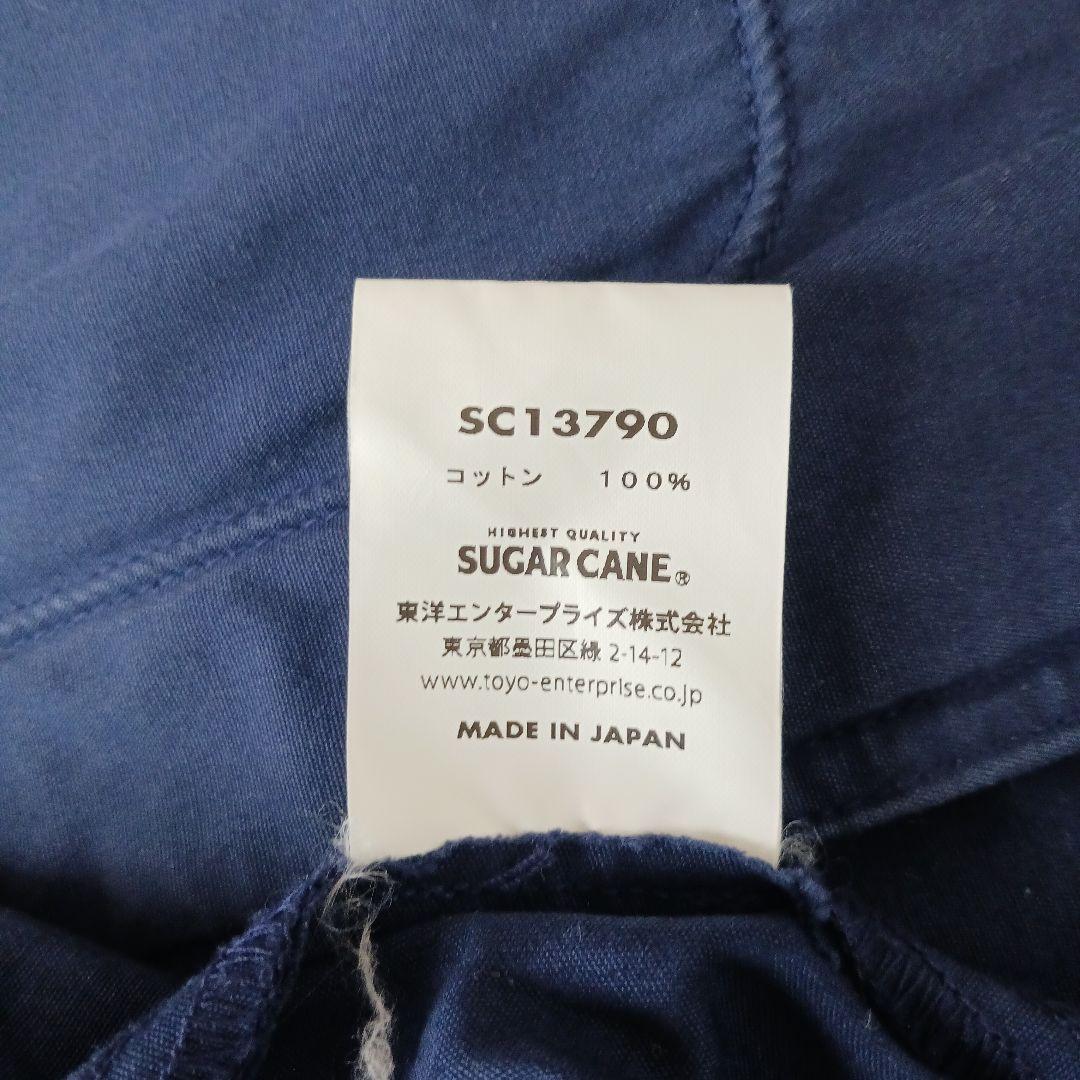 SC13790
コットン　100%
HIGHEST QUALITY
SUGAR CANE®
東洋エンタープライズ株式会社
東京都墨田区緑 2-14-12
www.toyo-enterprise.co.jp
MADE IN JAPAN